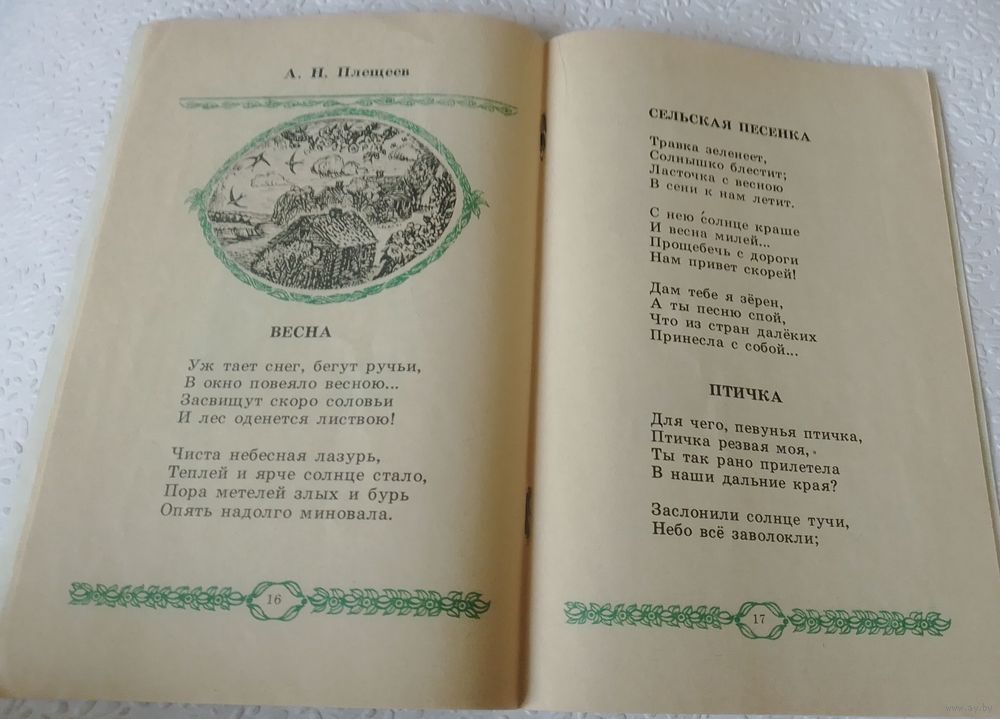 А. Н. Плещеев
ВЕСНА
Уж тает снег, бегут ручьи,
В окно повеяло весною...
Засвищут скоро соловьи
И лес оденется листвою!
Чиста небесная лазурь,
Теплей и ярче солнце стало,
Пора метелей злых и бурь
Опять надолго миновала.
16
СЕЛЬСКАЯ ПЕСЕНКА
Травка зеленеет,
Солнышко блестит;
Ласточка с весною
В сени к нам летит.
С нею солнце краше
И весна милей...
Прощебечь с дороги
Нам привет скорей!
Дам тебе я зёрен,
А ты песню спой,
Что из стран далёких
Принесла с собой...
ПТИЧКА
Для чего, певунья птичка,
Птичка резвая моя,
Ты так рано прилетела
В наши дальние края?
Заслонили солнце тучи,
Небо всё заволокли;
17
www.ay.by